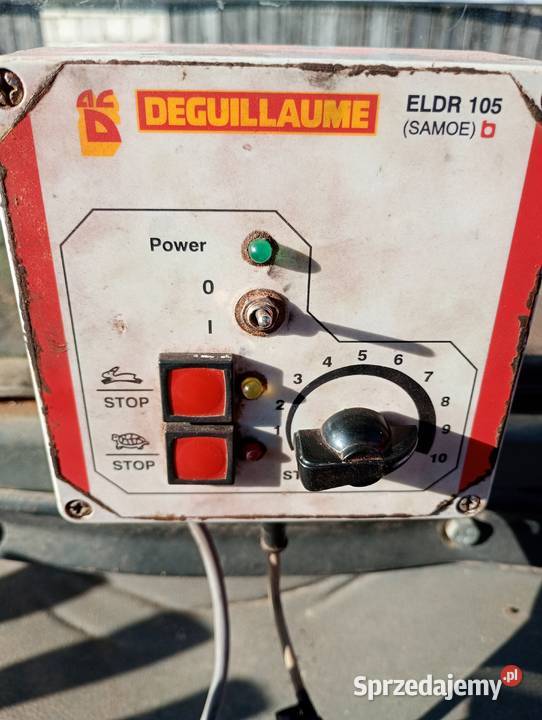 DEGUILLAUME
ELDR 105
(SAMOE) b
Power
0
I
STOP
STOP
1
2
3
4
5
6
7
8
9
10
Sprzedajemy.pl